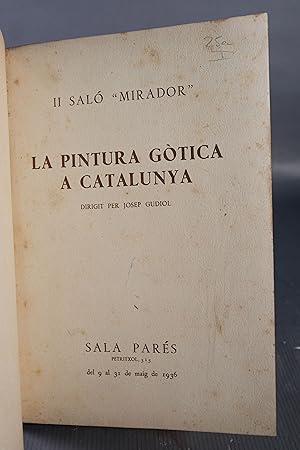 II SALÓ "MIRADOR"
LA PINTURA GÒTICA
A CATALUNYA
DIRIGIT PER JOSEP GUDIOL
SALA PARÉS
PETRITXOL, 3 i 5
del 9 al 31 de maig de 1936